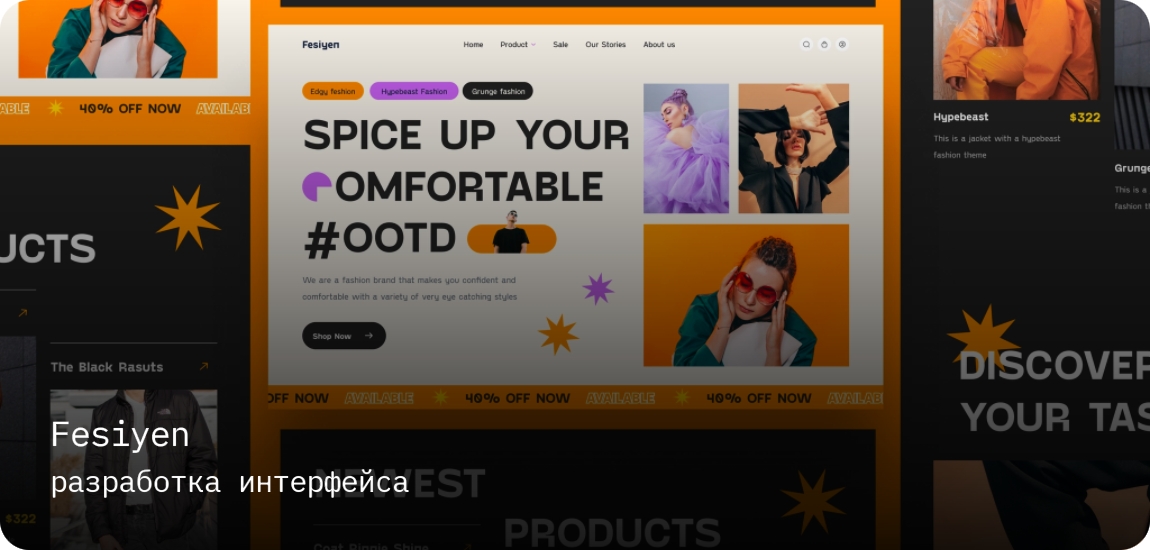 ABLE 40% OFF NOW AVAILAB
UCTS
The Black Rasuts
$322
Fesiyen
Home Product Sale Our Stories About us
Edgy feshion Hypebeast Fashion Grunge fashion
SPICE UP YOUR
OMFORTABLE
#OOTD
We are a fashion brand that makes you confident and
comfortable with a variety of very eye catching styles
Shop Now
OFF NOW AVAILABLE 40% OFF NOW AVAILABLE 40% OFF NOW AVAILAB
NEWEST
PRODUCTS
Coat Ripple Shine
Hypebeast $322
This is a jacket with a hypebeast
fashion theme
Grunge
This is a
fashion th
DISCOVER
YOUR TAS
Fesiyen
разработка интерфейса